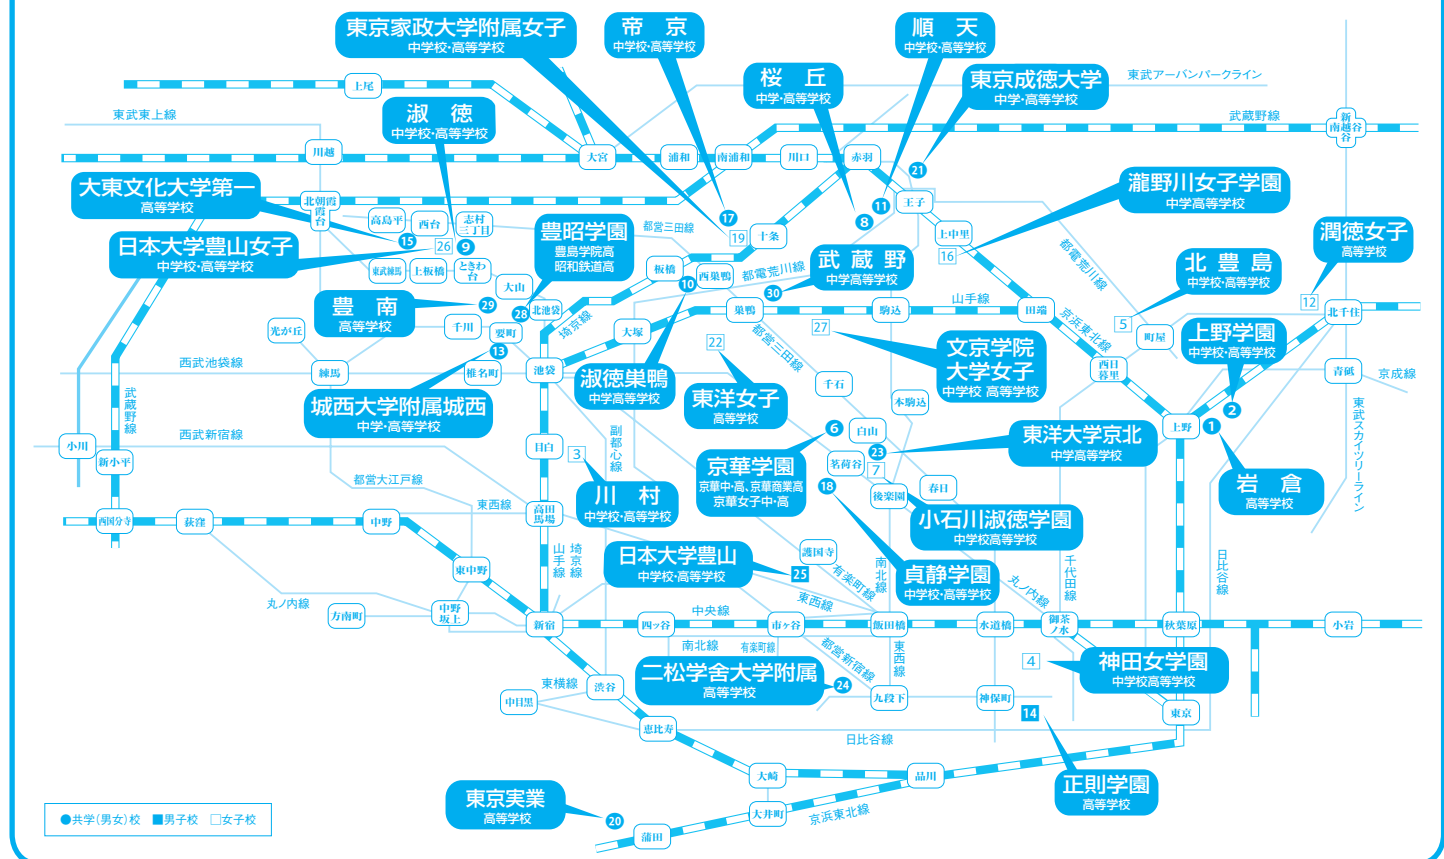 東京家政大学附属女子
中学校・高等学校
帝 京
中学校・高等学校
順 天
中学校・高等学校
桜 丘
中学・高等学校
東京成徳大学
中学・高等学校
東武アーバンパークライン
上尾
淑 徳
中学校・高等学校
東武東上線
武蔵野線
新越谷
南越谷
川越
大宮
浦和
南浦和
川口
赤羽
21
大東文化大学第一
高等学校
瀧野川女子学園
中学高等学校
北朝霞
朝霞台
高島平
西台
志村三丁目
都営三田線
17
19
十条
8
11
王子
上中里
16
15
26
9
日本大学豊山女子
中学校・高等学校
豊昭学園
豊島学院高
昭和鉄道高
潤徳女子
高等学校
都営荒川線
武 蔵 野
中学高等学校
都電荒川線
北 豊 島
中学校・高等学校
東武練馬
上板橋
ときわ台
大山
板橋
10
西巣鴨
30
豊 南
高等学校
29
28
北池袋
巣鴨
駒込
山手線
田端
12
北千住
光が丘
千川
要町
埼京線
大塚
27
京浜東北線
5
町屋
上野学園
中学校・高等学校
13
22
都営三田線
文京学院
大学女子
中学校 高等学校
西日暮里
西武池袋線
練馬
椎名町
池袋
淑徳巣鴨
中学高等学校
千石
青砥
京成線
武蔵野線
城西大学附属城西
中学・高等学校
東洋女子
高等学校
本駒込
2
東武スカイツリーライン
小川
西武新宿線
新小平
目白
3
副都心線
6
白山
23
東洋大学京北
中学高等学校
上野
1
京華学園
京華中・高、京華商業高
京華女子中・高
茗荷谷
7
18
後楽園
春日
岩 倉
高等学校
都営大江戸線
東西線
川 村
中学校・高等学校
高田馬場
小石川淑徳学園
中学校高等学校
西国分寺
荻窪
中野
山手線
埼京線
日本大学豊山
中学校・高等学校
25
護国寺
有楽町線
南北線
貞静学園
中学校・高等学校
千代田線
日比谷線
東中野
丸ノ内線
方南町
中野坂上
新宿
中央線
四ッ谷
市ヶ谷
東西線
飯田橋
水道橋
丸ノ内線
御茶ノ水
秋葉原
小岩
南北線
有楽町線
都営新宿線
東西線
4
神田女学園
中学校高等学校
二松学舎大学附属
高等学校
24
東横線
渋谷
中目黒
九段下
神保町
14
東京
恵比寿
日比谷線
大崎
品川
正則学園
高等学校
東京実業
高等学校
20
蒲田
大井町
京浜東北線
●共学(男女)校 ■男子校 □女子校